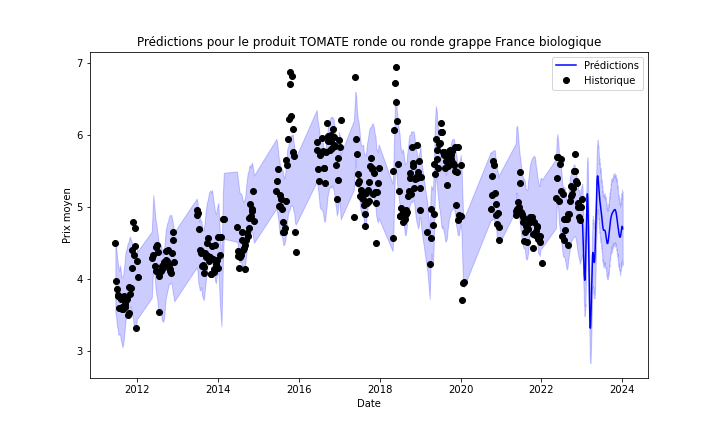 Prédictions pour le produit TOMATE ronde ou ronde grappe France biologique
Prédictions
Historique
7
6
5
4
3
Prix moyen
2012
2014
2016
2018
2020
2022
2024
Date